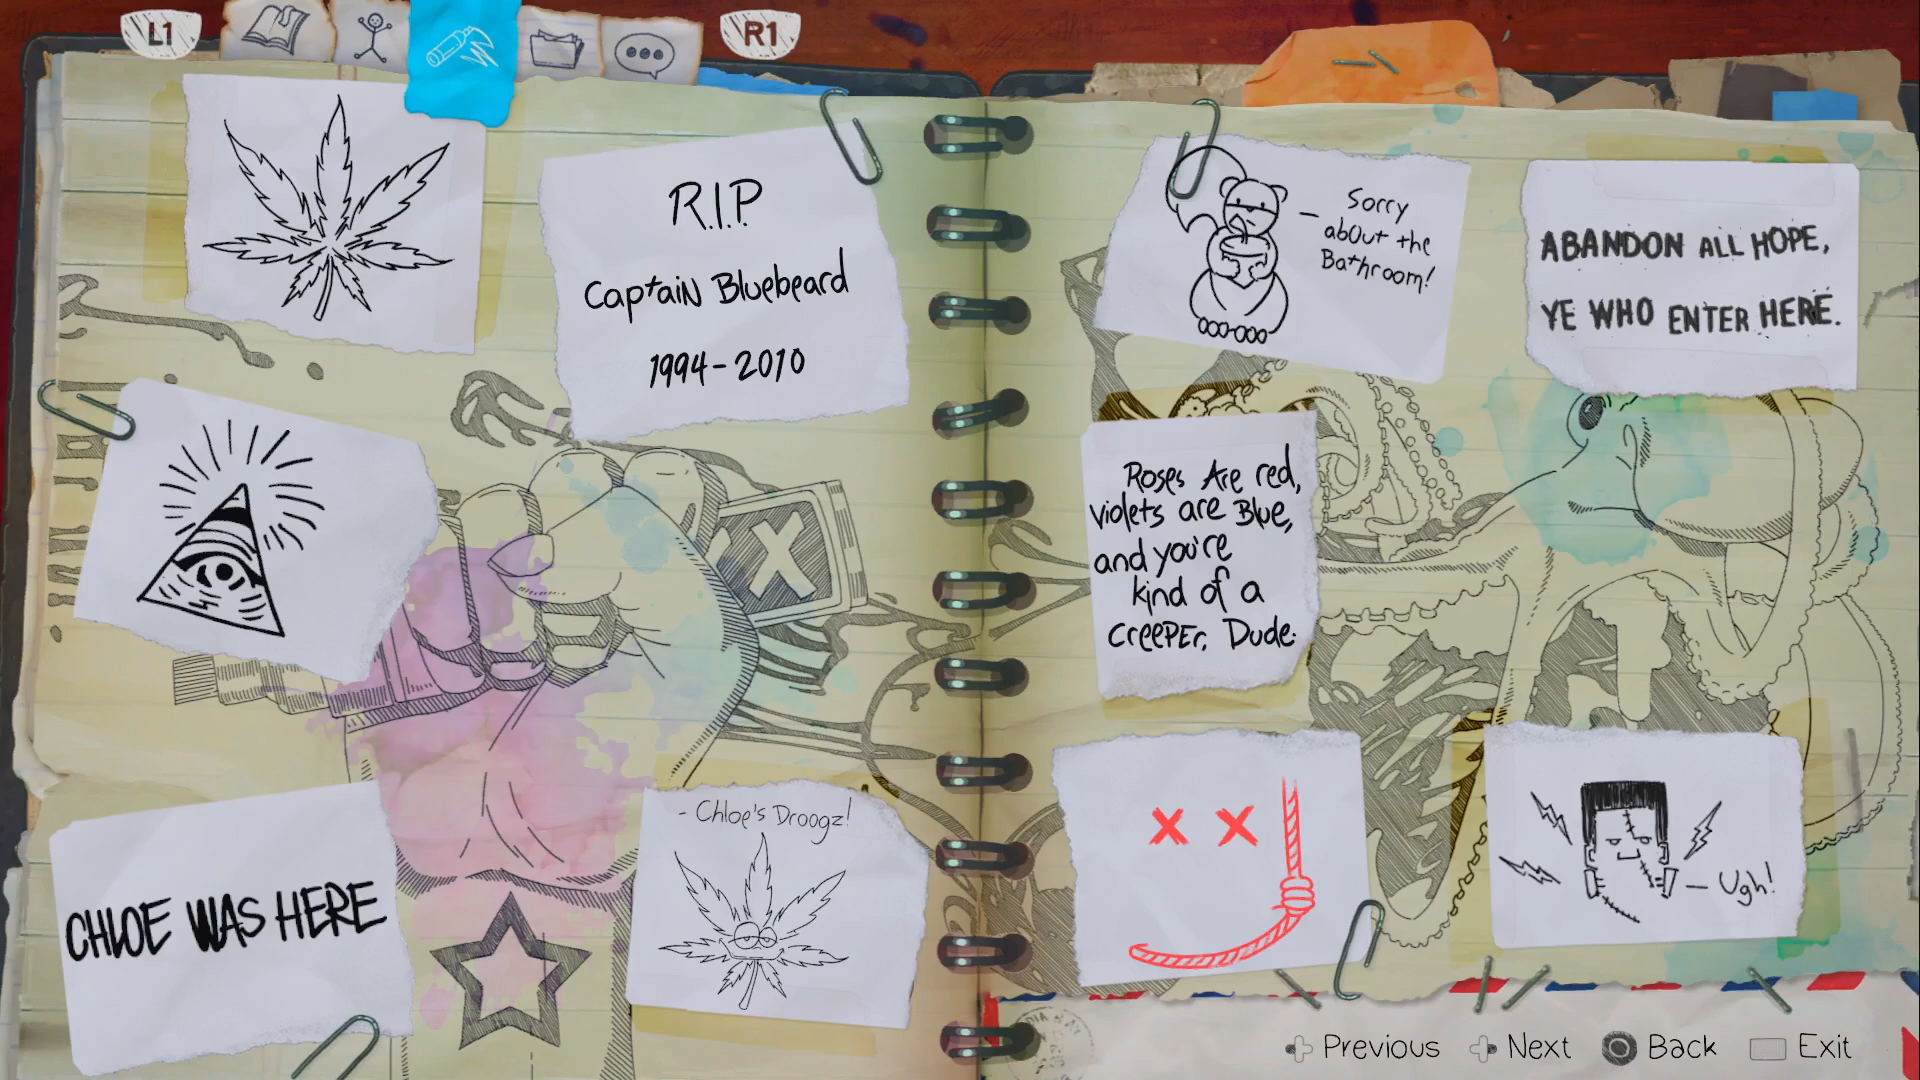 L1
R1
R.I.P
Captain Bluebeard
1994-2010
CHLOE WAS HERE
- Chloe's Droogz!
Sorry
about the
Bathroom!
ABANDON ALL HOPE,
YE WHO ENTER HERE.
Roses Are red,
violets are Blue,
and you're
kind of a
creePEr, Dude.
Ugh!
Previous
Next
Back
Exit